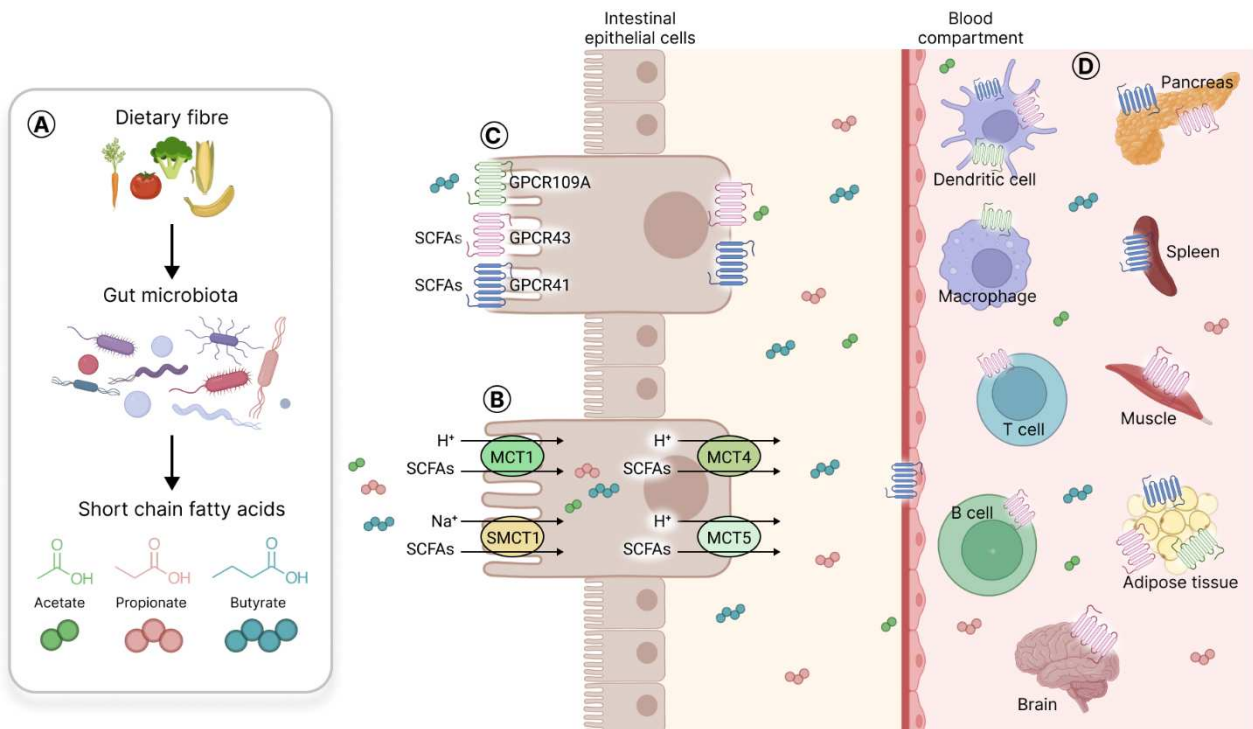 Intestinal
epithelial cells
Blood
compartment
A
Dietary fibre
Gut microbiota
Short chain fatty acids
O
OH
O
OH
O
OH
Acetate
Propionate
Butyrate
C
GPCR109A
SCFAs
GPCR43
SCFAs
GPCR41
B
H⁺
MCT1
SCFAs
H⁺
MCT4
SCFAs
Na⁺
SMCT1
SCFAs
H⁺
MCT5
SCFAs
D
Dendritic cell
Pancreas
Macrophage
Spleen
T cell
Muscle
B cell
Adipose tissue
Brain